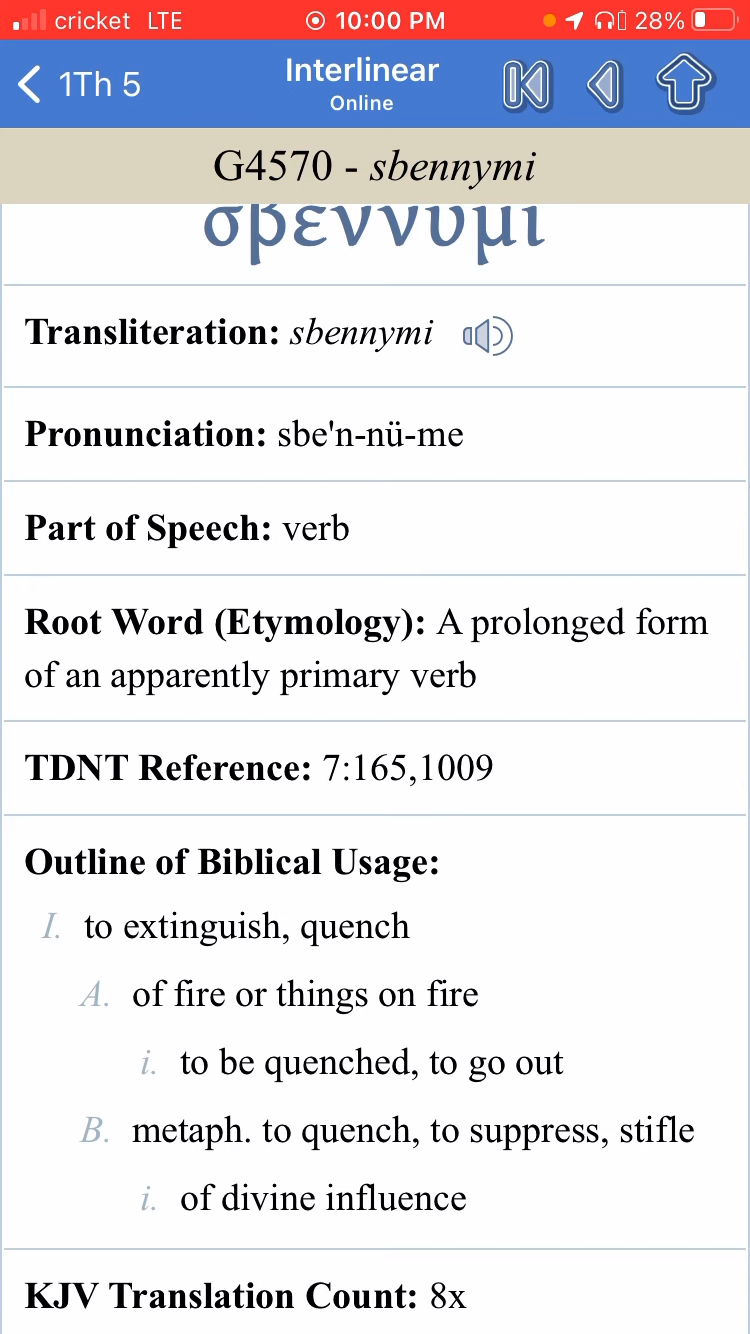 cricket LTE 10:00 PM 28%
1Th 5 Interlinear
Online
G4570 - sbennymi
σβέννυμι
Transliteration: sbennymi
Pronunciation: sbe'n-nü-me
Part of Speech: verb
Root Word (Etymology): A prolonged form
of an apparently primary verb
TDNT Reference: 7:165,1009
Outline of Biblical Usage:
I. to extinguish, quench
A. of fire or things on fire
i. to be quenched, to go out
B. metaph. to quench, to suppress, stifle
i. of divine influence
KJV Translation Count: 8x